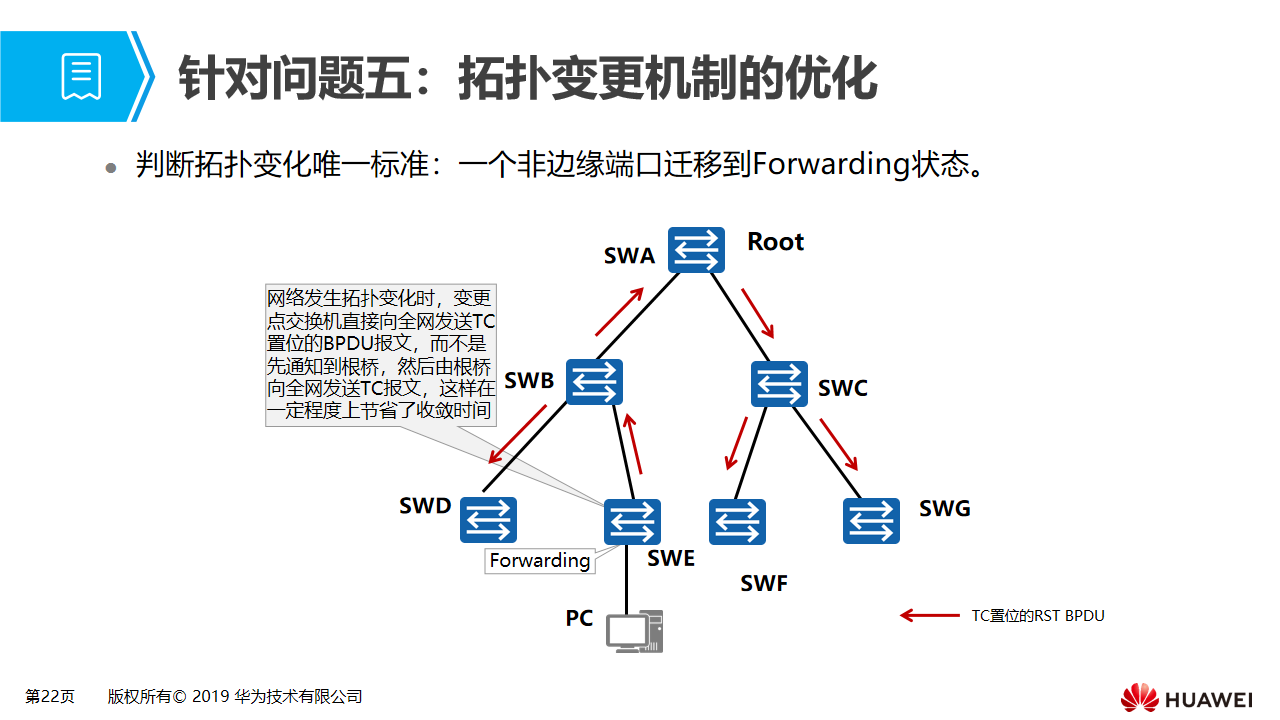 针对问题五：拓扑变更机制的优化
判断拓扑变化唯一标准：一个非边缘端口迁移到Forwarding状态。
SWA
Root
网络发生拓扑变化时，变更
点交换机直接向全网发送TC
置位的BPDU报文，而不是
先通知到根桥，然后由根桥
向全网发送TC报文，这样在
一定程度上节省了收敛时间
SWB
SWC
SWD
SWG
Forwarding
SWE
SWF
PC
TC置位的RST BPDU
第22页
版权所有© 2019 华为技术有限公司
HUAWEI